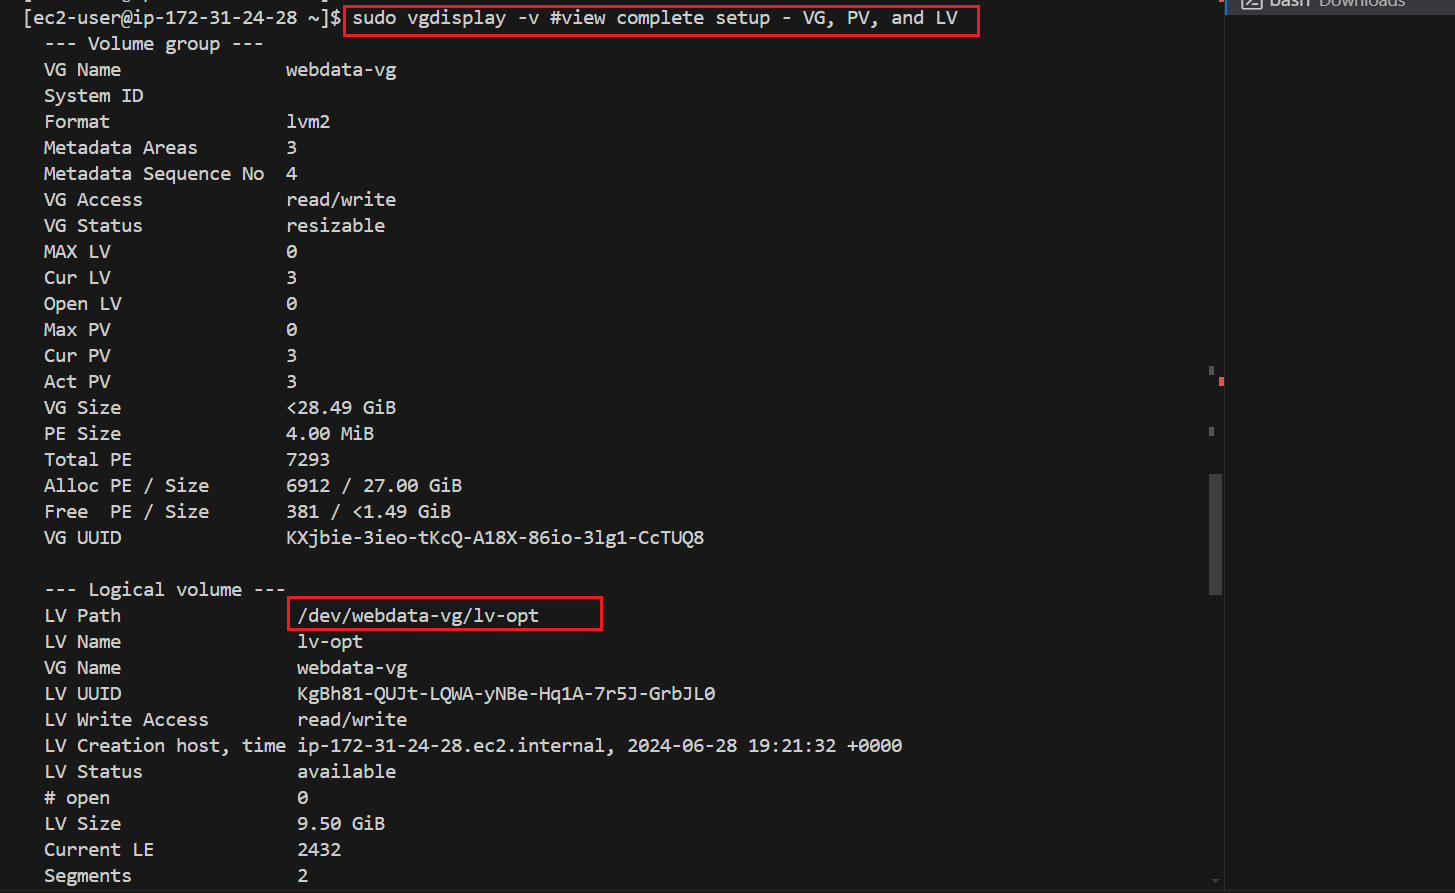 [ec2-user@ip-172-31-24-28 ~]$ sudo vgdisplay -v #view complete setup - VG, PV, and LV
bash Downloads
--- Volume group ---
VG Name webdata-vg
System ID
Format lvm2
Metadata Areas 3
Metadata Sequence No 4
VG Access read/write
VG Status resizable
MAX LV 0
Cur LV 3
Open LV 0
Max PV 0
Cur PV 3
Act PV 3
VG Size <28.49 GiB
PE Size 4.00 MiB
Total PE 7293
Alloc PE / Size 6912 / 27.00 GiB
Free PE / Size 381 / <1.49 GiB
VG UUID KXjbie-3ieo-tKcQ-A18X-86io-3lg1-CcTUQ8
--- Logical volume ---
LV Path /dev/webdata-vg/lv-opt
LV Name lv-opt
VG Name webdata-vg
LV UUID KgBh81-QUJt-LQWA-yNBe-Hq1A-7r5J-GrbJL0
LV Write Access read/write
LV Creation host, time ip-172-31-24-28.ec2.internal, 2024-06-28 19:21:32 +0000
LV Status available
# open 0
LV Size 9.50 GiB
Current LE 2432
Segments 2